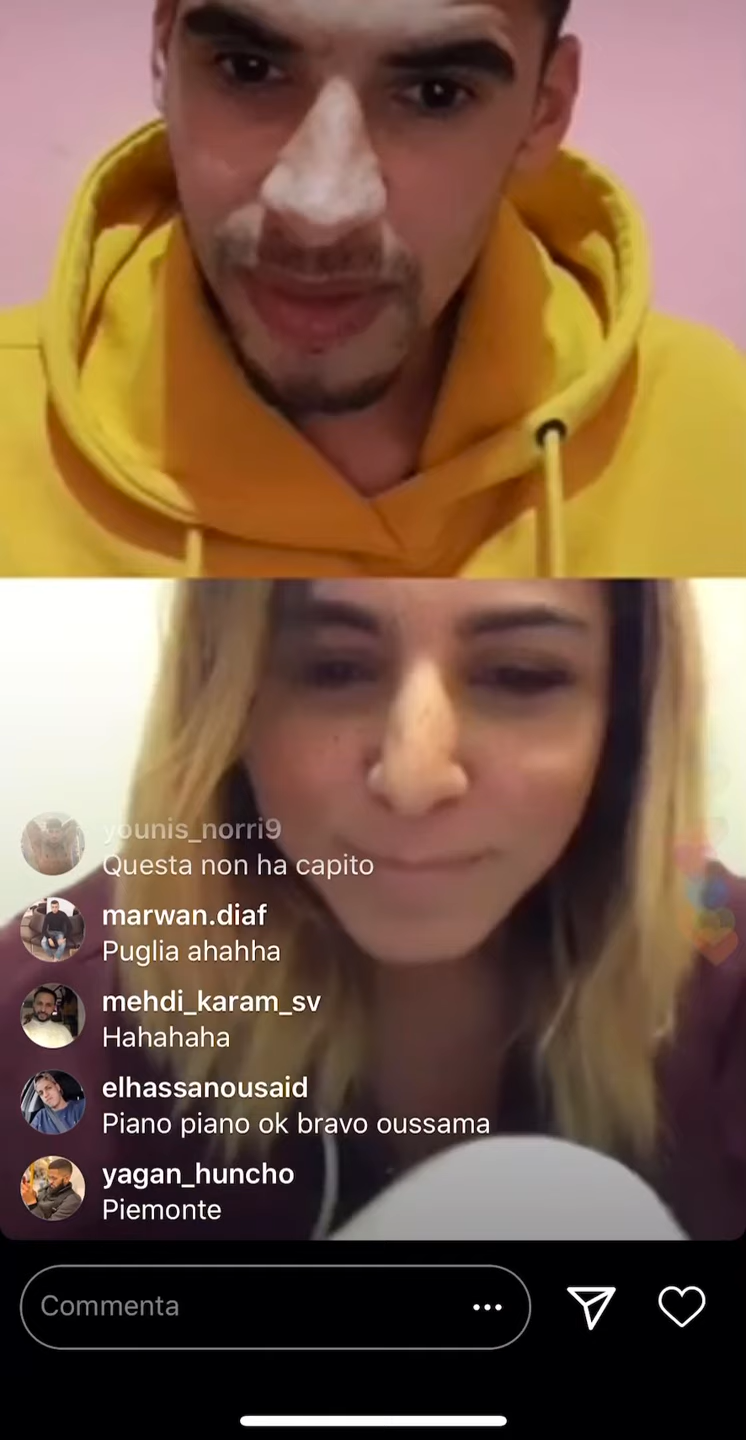 younis_norri9
Questa non ha capito
marwan.diaf
Puglia ahahha
mehdi_karam_sv
Hahahaha
elhassanousaid
Piano piano ok bravo oussama
yagan_huncho
Piemonte
Commenta